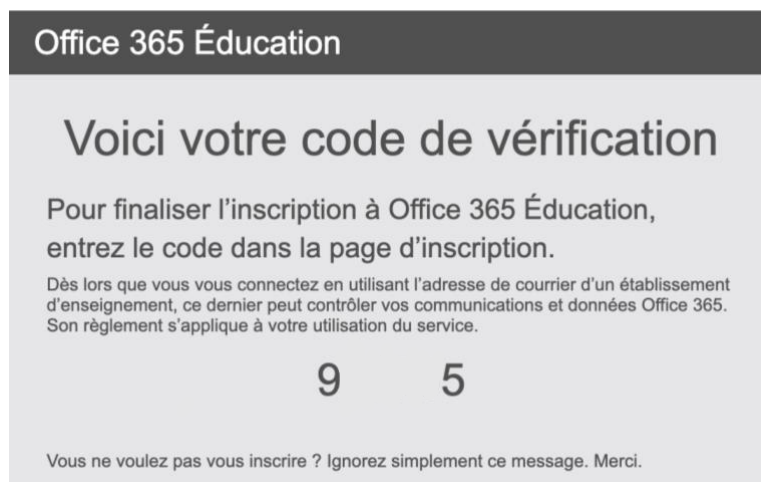 Office 365 Éducation
Voici votre code de vérification
Pour finaliser l’inscription à Office 365 Éducation,
entrez le code dans la page d’inscription.
Dès lors que vous vous connectez en utilisant l’adresse de courrier d’un établissement
d’enseignement, ce dernier peut contrôler vos communications et données Office 365.
Son règlement s’applique à votre utilisation du service.
9 5
Vous ne voulez pas vous inscrire ? Ignorez simplement ce message. Merci.